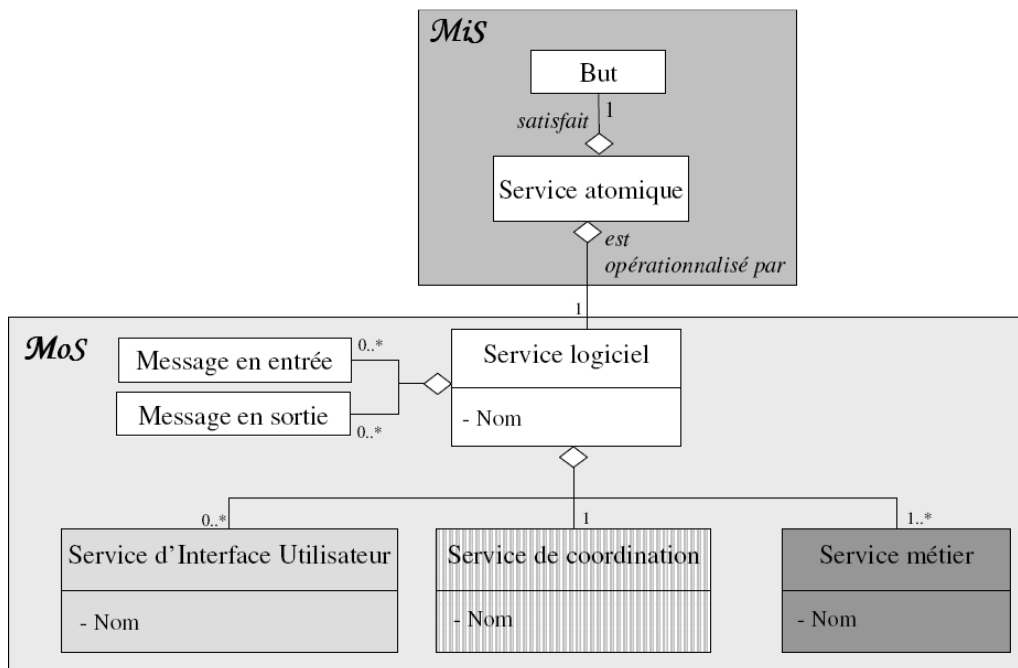 MiS
But
1
satisfait
Service atomique
est
opérationnalisé par
1
MoS
Message en entrée
0..*
Message en sortie
0..*
Service logiciel
- Nom
0..*
1
1..*
Service d'Interface Utilisateur
- Nom
Service de coordination
- Nom
Service métier
- Nom